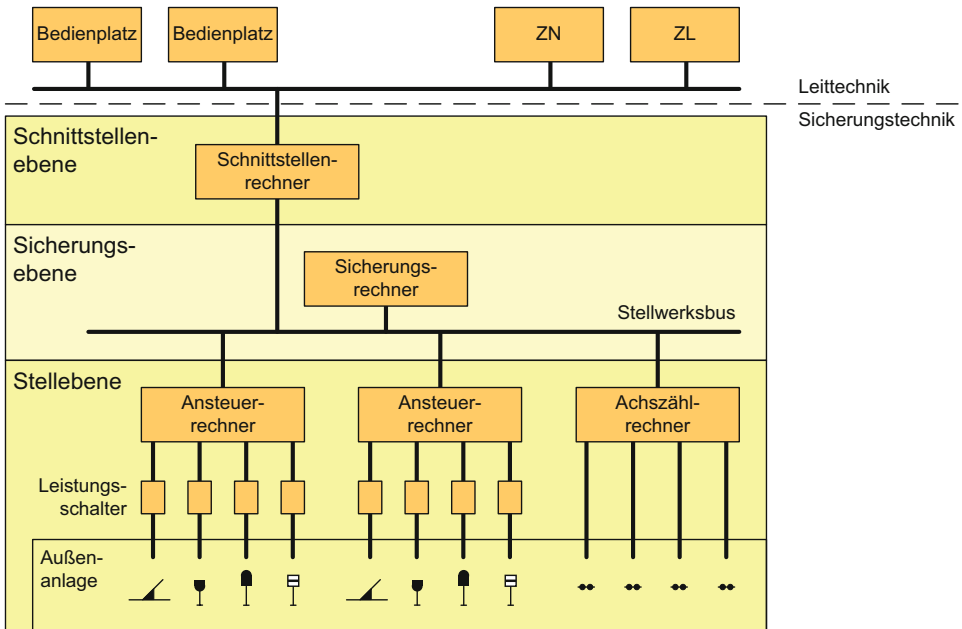 Bedienplatz
Bedienplatz
ZN
ZL
Leittechnik
Sicherungstechnik
Schnittstellen-
ebene
Schnittstellen-
rechner
Sicherungs-
ebene
Sicherungs-
rechner
Stellwerksbus
Stellebene
Ansteuer-
rechner
Ansteuer-
rechner
Achszähl-
rechner
Leistungs-
schalter
Außen-
anlage